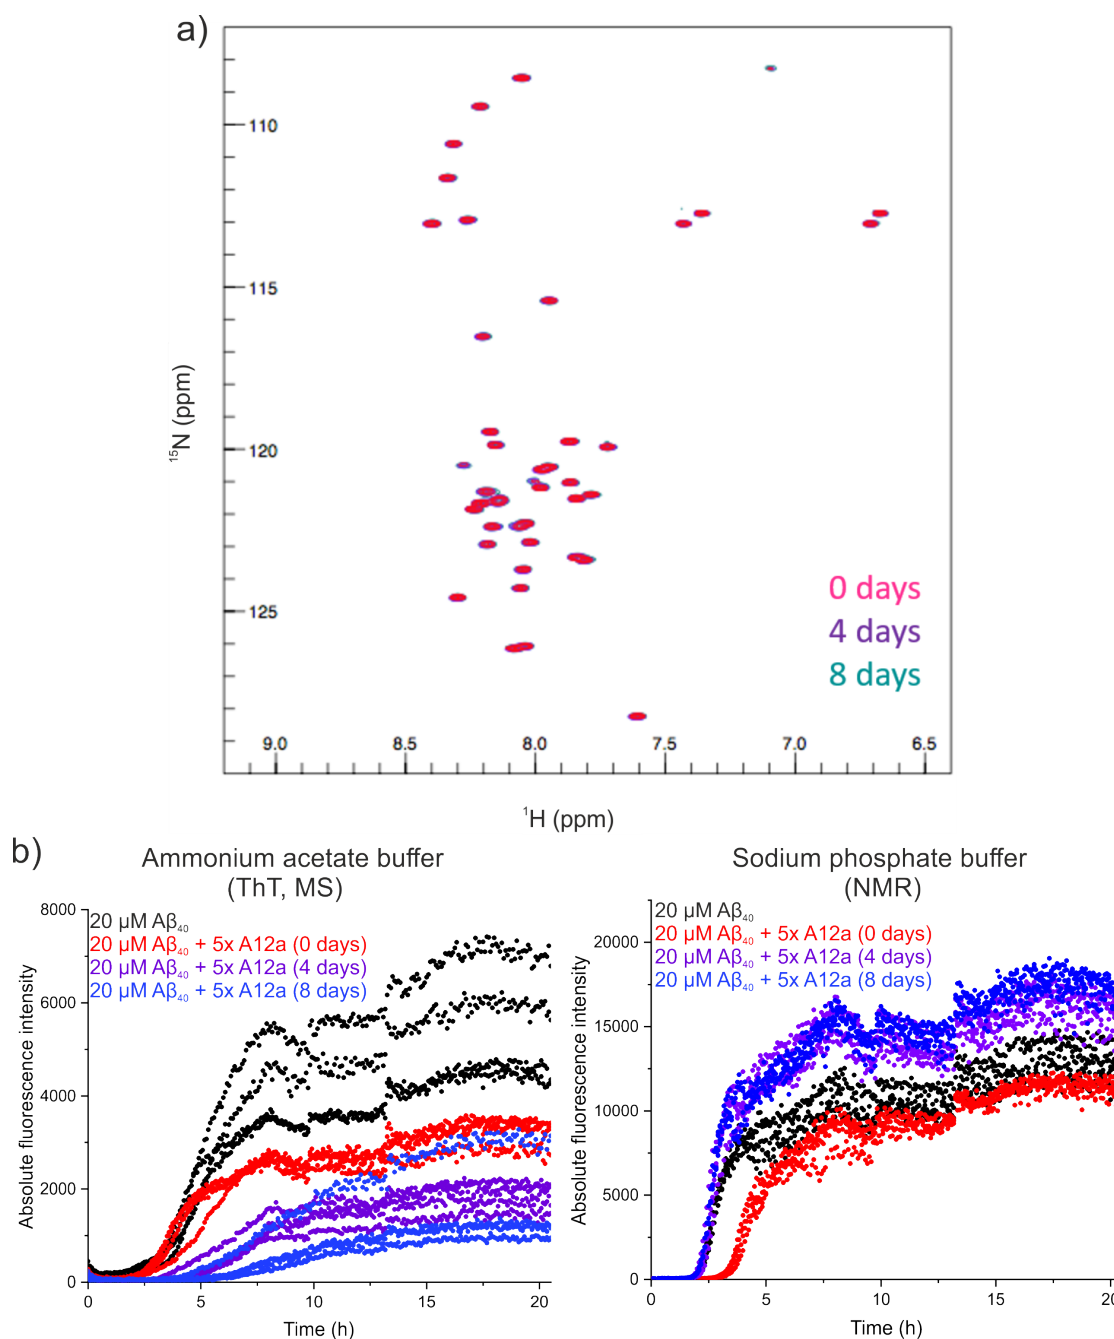 a)
110
115
120
125
¹⁵N (ppm)
0 days
4 days
8 days
9.0 8.5 8.0 7.5 7.0 6.5
¹H (ppm)
b)
Ammonium acetate buffer
(ThT, MS)
8000
6000
4000
2000
0
Absolute fluorescence intensity
20 µM Aβ₄₀
20 µM Aβ₄₀ + 5x A12a (0 days)
20 µM Aβ₄₀ + 5x A12a (4 days)
20 µM Aβ₄₀ + 5x A12a (8 days)
0 5 10 15 20
Time (h)
Sodium phosphate buffer
(NMR)
20000
15000
10000
5000
0
Absolute fluorescence intensity
20 µM Aβ₄₀
20 µM Aβ₄₀ + 5x A12a (0 days)
20 µM Aβ₄₀ + 5x A12a (4 days)
20 µM Aβ₄₀ + 5x A12a (8 days)
0 5 10 15 20
Time (h)